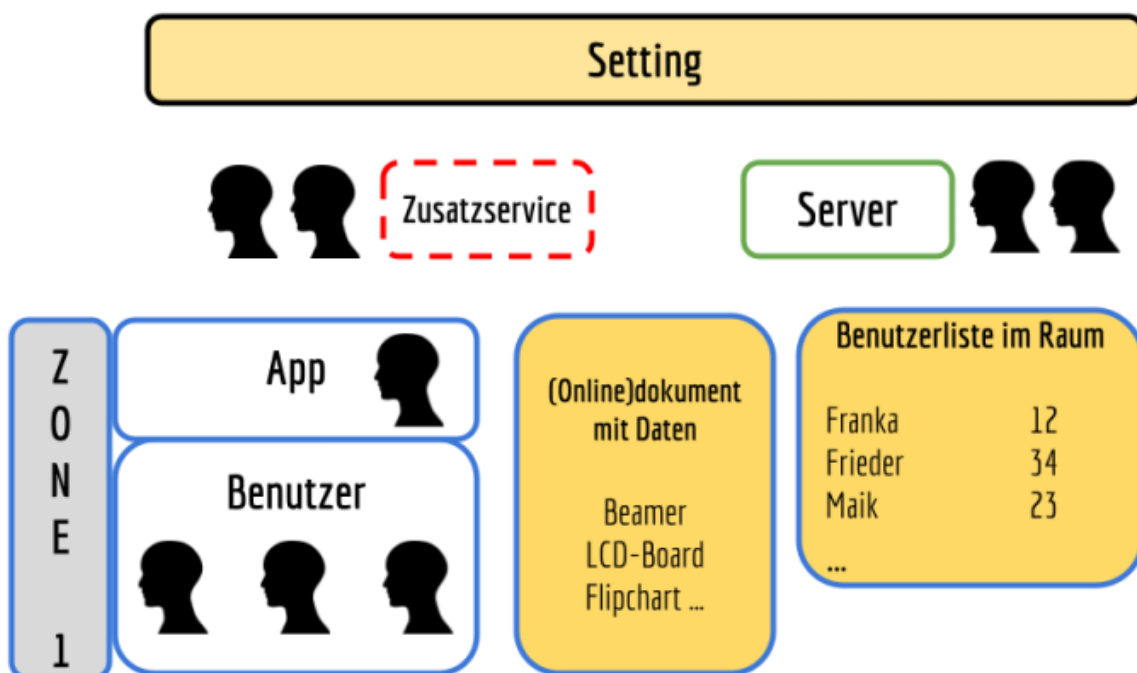 Setting
Zusatzservice
Server
ZONE 1
App
Benutzer
(Online)dokument
mit Daten
Beamer
LCD-Board
Flipchart ...
Benutzerliste im Raum
Franka 12
Frieder 34
Maik 23
...